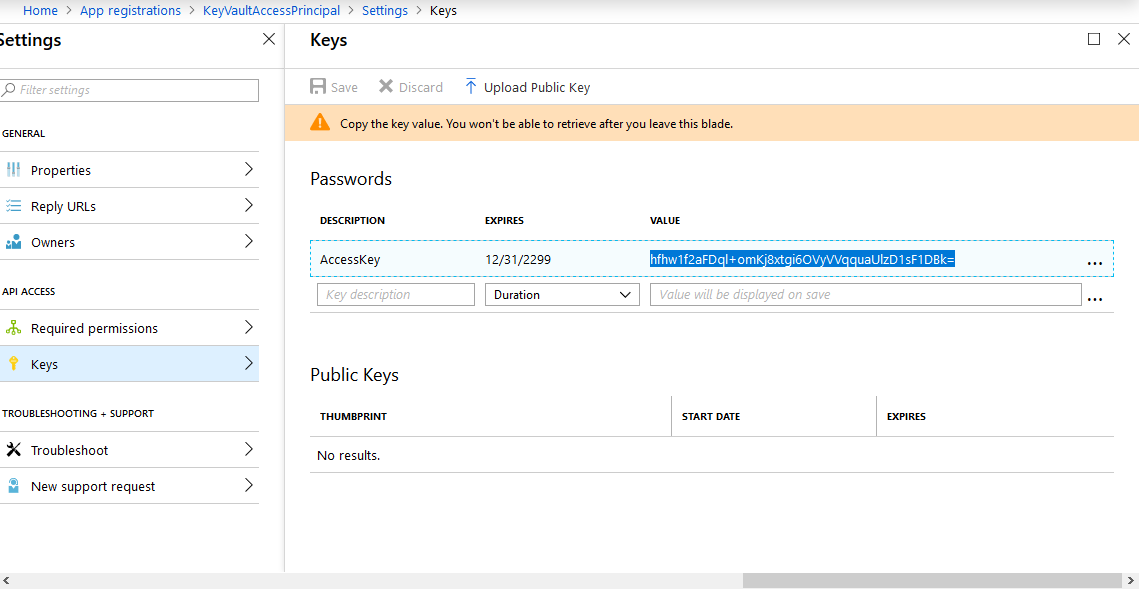 Home > App registrations > KeyVaultAccessPrincipal > Settings > Keys
Settings
Filter settings
GENERAL
Properties
Reply URLs
Owners
API ACCESS
Required permissions
Keys
TROUBLESHOOTING + SUPPORT
Troubleshoot
New support request
Keys
Save Discard Upload Public Key
Copy the key value. You won't be able to retrieve after you leave this blade.
Passwords
DESCRIPTION EXPIRES VALUE
AccessKey 12/31/2299 hfhw1f2aFDql+omKj8xtgi6OVyVVqquaUlzD1sF1DBk= ...
Key description Duration Value will be displayed on save ...
Public Keys
THUMBPRINT START DATE EXPIRES
No results.